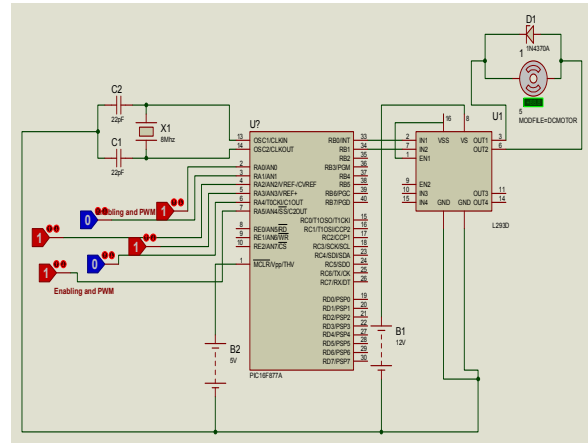 D1
1N4370A
1
5
MODFILE=DCMOTOR
C2
22pF
X1
8Mhz
C1
22pF
U?
13 OSC1/CLKIN
14 OSC2/CLKOUT
2 RA0/AN0
3 RA1/AN1
4 RA2/AN2/VREF-/CVREF
5 RA3/AN3/VREF+
6 RA4/T0CKI/C1OUT
7 RA5/AN4/SS/C2OUT
8 RE0/AN5/RD
9 RE1/AN6/WR
10 RE2/AN7/CS
1 MCLR/Vpp/THV
RB0/INT 33
RB1 34
RB2 35
RB3/PGM 36
RB4 37
RB5 38
RB6/PGC 39
RB7/PGD 40
RC0/T1OSO/T1CKI 15
RC1/T1OSI/CCP2 16
RC2/CCP1 17
RC3/SCK/SCL 18
RC4/SDI/SDA 23
RC5/SDO 24
RC6/TX/CK 25
RC7/RX/DT 26
RD0/PSP0 19
RD1/PSP1 20
RD2/PSP2 21
RD3/PSP3 22
RD4/PSP4 27
RD5/PSP5 28
RD6/PSP6 29
RD7/PSP7 30
PIC16F877A
U1
16 8
VSS VS
2 IN1 OUT1 3
7 IN2 OUT2 6
1 EN1
9 EN2
10 IN3 OUT3 11
15 IN4 OUT4 14
GND GND
L293D
Enabling and PWM
1
0
1
1
0
1
Enabling and PWM
B2
5V
B1
12V